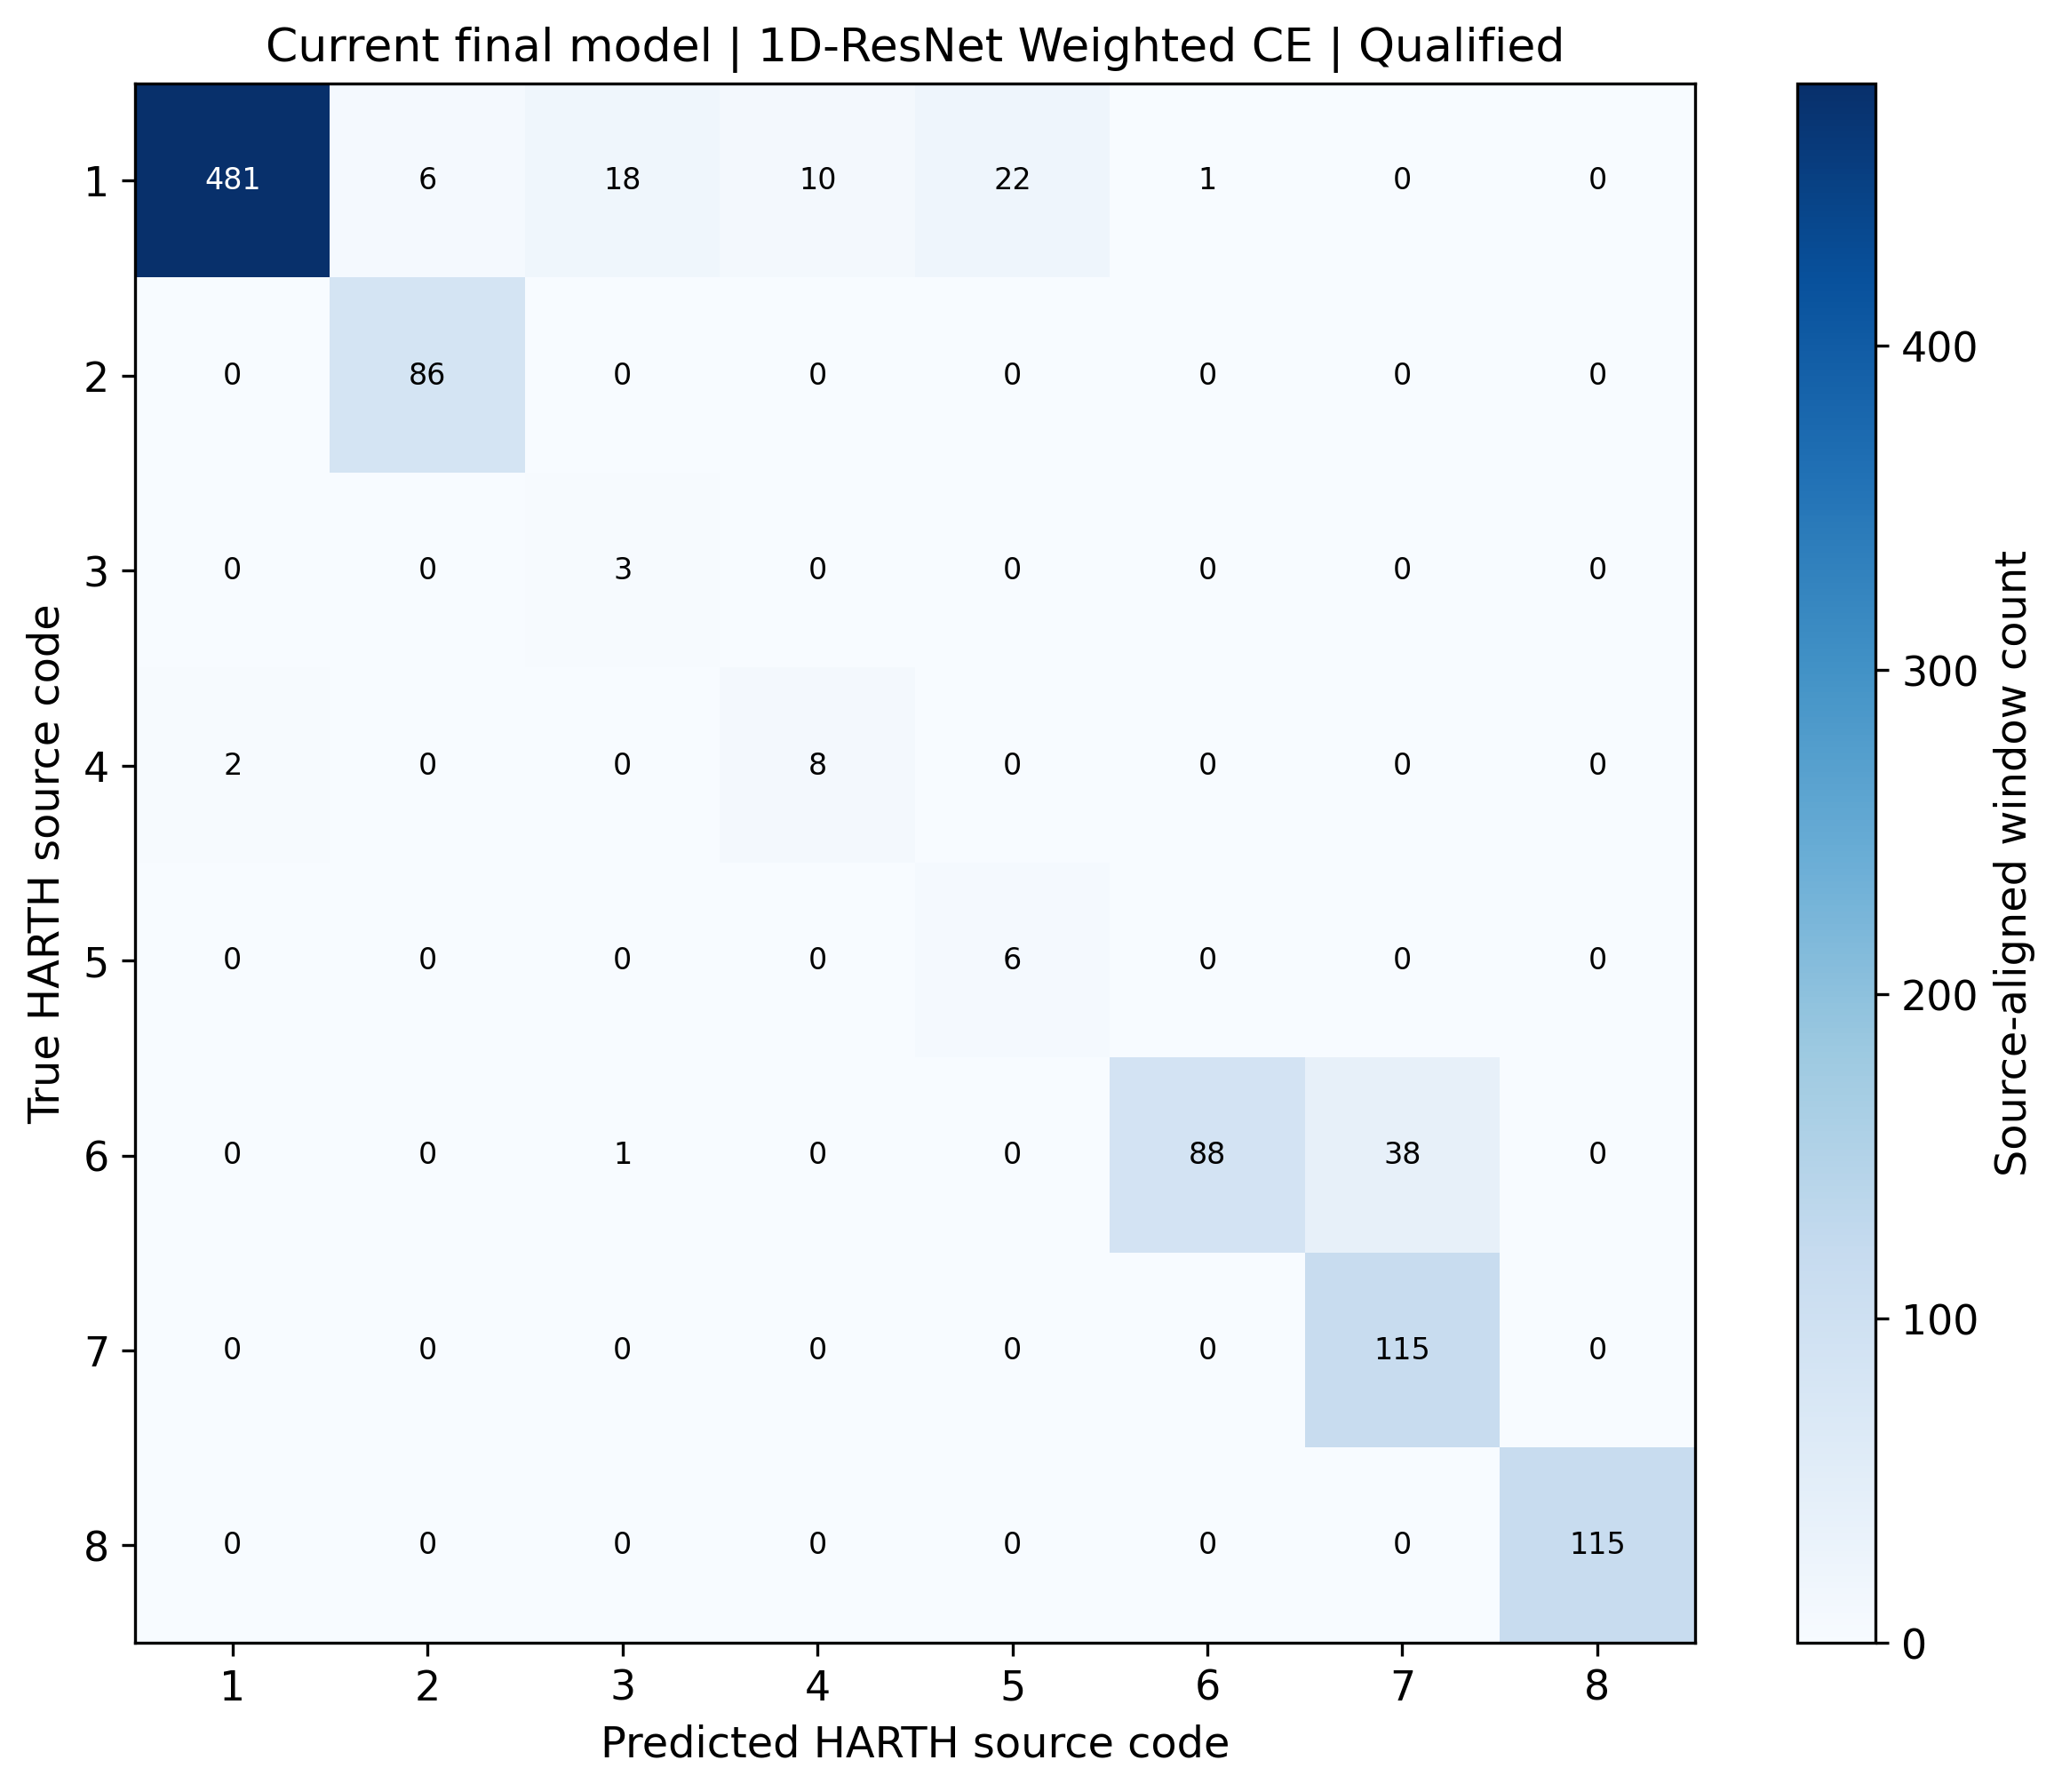 Current final model | 1D-ResNet Weighted CE | Qualified
1 481 6 18 10 22 1 0 0
2 0 86 0 0 0 0 0 0
3 0 0 3 0 0 0 0 0
4 2 0 0 8 0 0 0 0
5 0 0 0 0 6 0 0 0
6 0 0 1 0 0 88 38 0
7 0 0 0 0 0 0 115 0
8 0 0 0 0 0 0 0 115
1 2 3 4 5 6 7 8
Predicted HARTH source code
True HARTH source code
400
300
200
100
0
Source-aligned window count